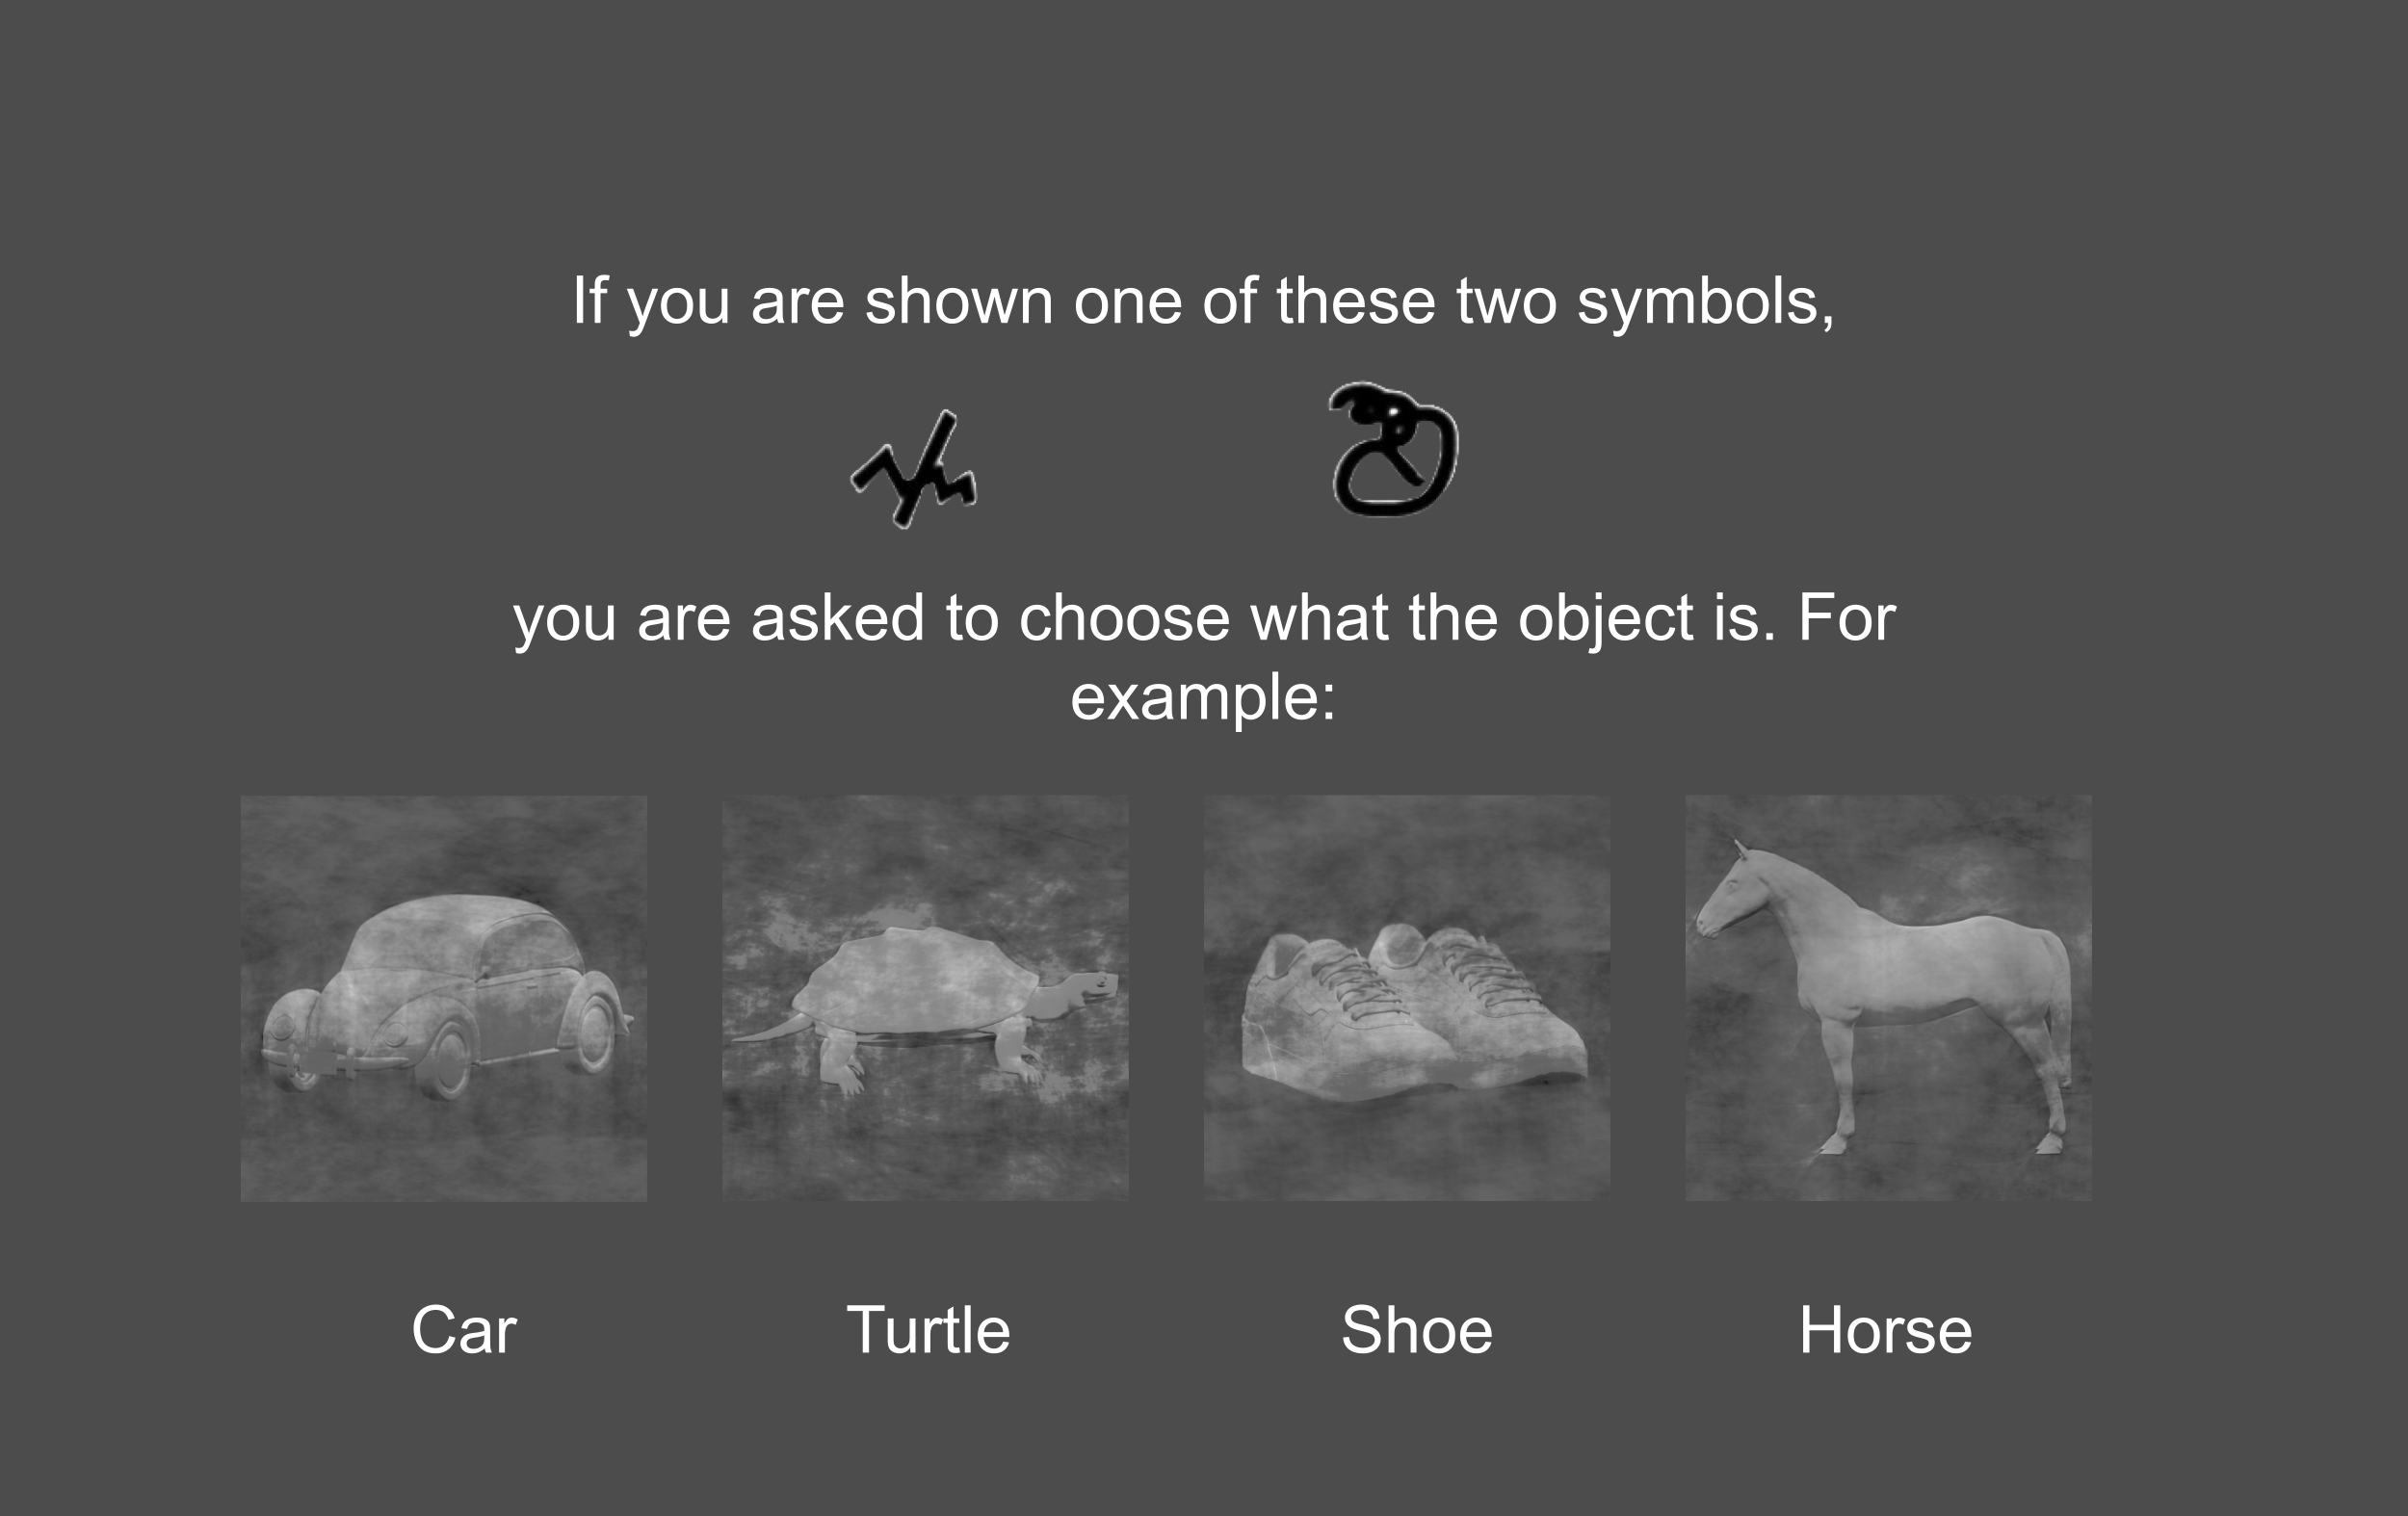 If you are shown one of these two symbols,
you are asked to choose what the object is. For
example:
Car Turtle Shoe Horse